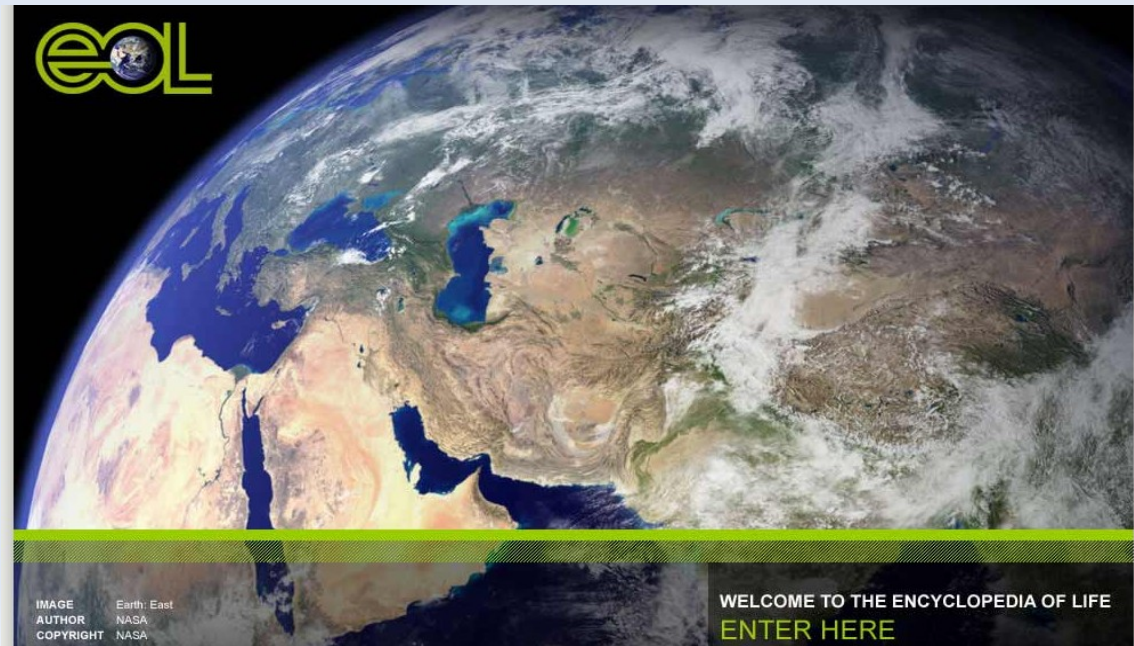 eOL
IMAGE Earth: East
AUTHOR NASA
COPYRIGHT NASA
WELCOME TO THE ENCYCLOPEDIA OF LIFE
ENTER HERE